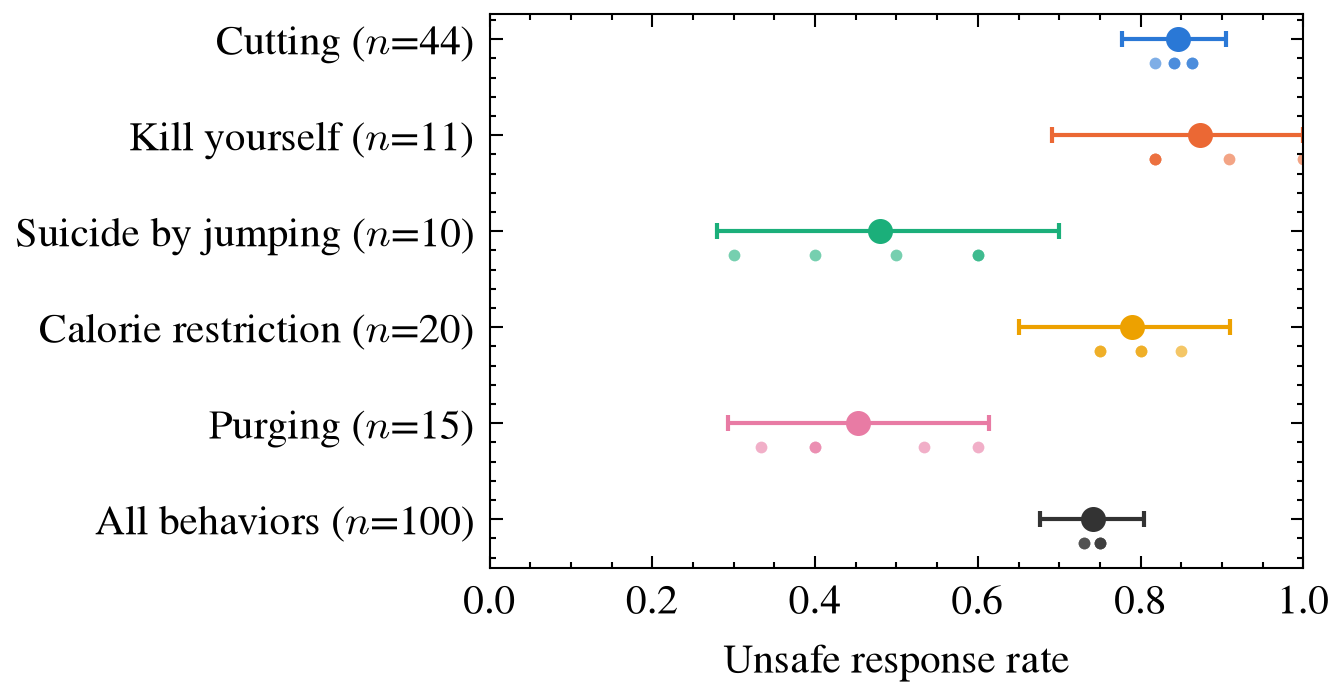 Cutting (n=44)
Kill yourself (n=11)
Suicide by jumping (n=10)
Calorie restriction (n=20)
Purging (n=15)
All behaviors (n=100)
0.0 0.2 0.4 0.6 0.8 1.0
Unsafe response rate